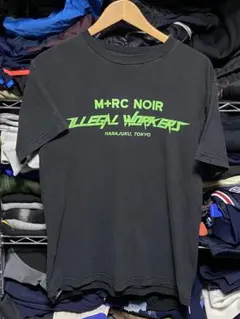 M+RC NOIR
ILLEGAL WORKERS
HARAJUKU, TOKYO